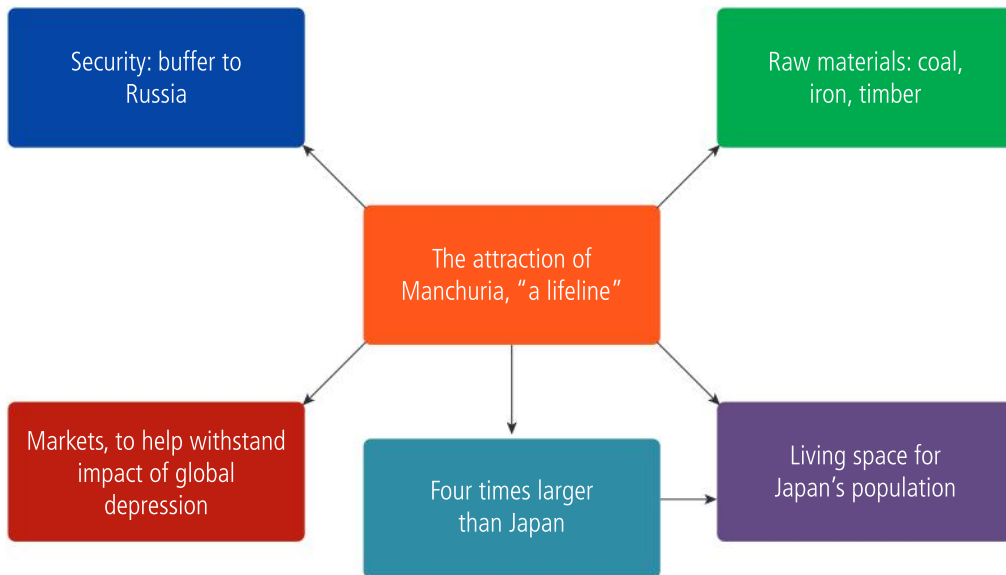 Security: buffer to
Russia
Raw materials: coal,
iron, timber
The attraction of
Manchuria, “a lifeline”
Markets, to help withstand
impact of global
depression
Four times larger
than Japan
Living space for
Japan’s population